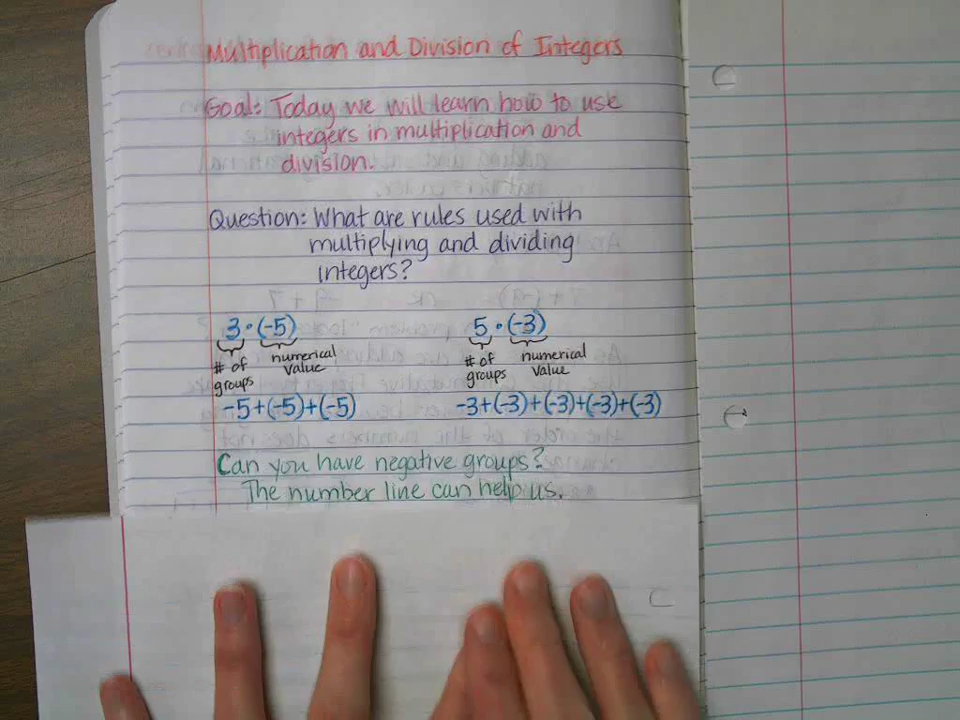 Multiplication and Division of Integers
Goal: Today we will learn how to use
integers in multiplication and
division.
Question: What are rules used with
multiplying and dividing
integers?
3 · (-5)
# of
groups
numerical
value
-5+(-5)+(-5)
5 · (-3)
# of
groups
numerical
value
-3+(-3)+(-3)+(-3)+(-3)
Can you have negative groups?
The number line can help us.